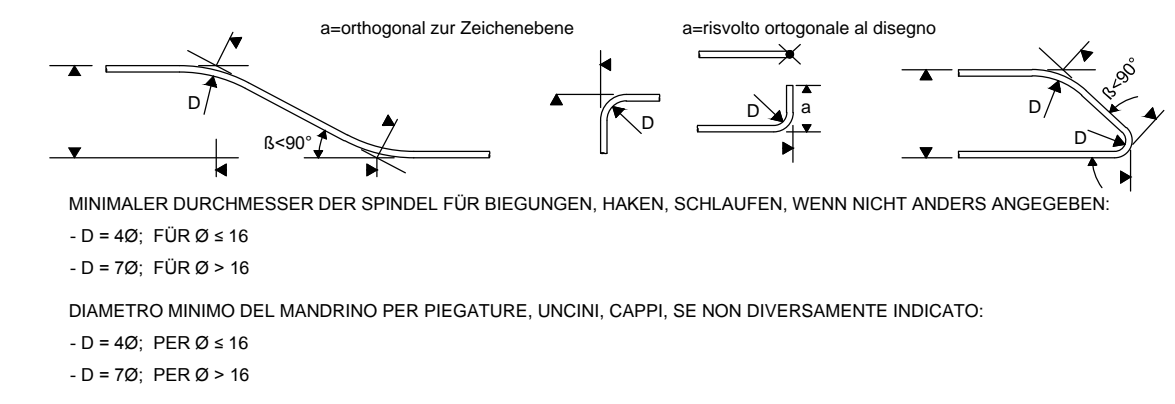 a=orthogonal zur Zeichenebene
a=risvolto ortogonale al disegno
D
ß<90°
D
D
a
D
D
ß<90°
MINIMALER DURCHMESSER DER SPINDEL FÜR BIEGUNGEN, HAKEN, SCHLAUFEN, WENN NICHT ANDERS ANGEGEBEN:
- D = 4Ø; FÜR Ø ≤ 16
- D = 7Ø; FÜR Ø > 16
DIAMETRO MINIMO DEL MANDRINO PER PIEGATURE, UNCINI, CAPPI, SE NON DIVERSAMENTE INDICATO:
- D = 4Ø; PER Ø ≤ 16
- D = 7Ø; PER Ø > 16